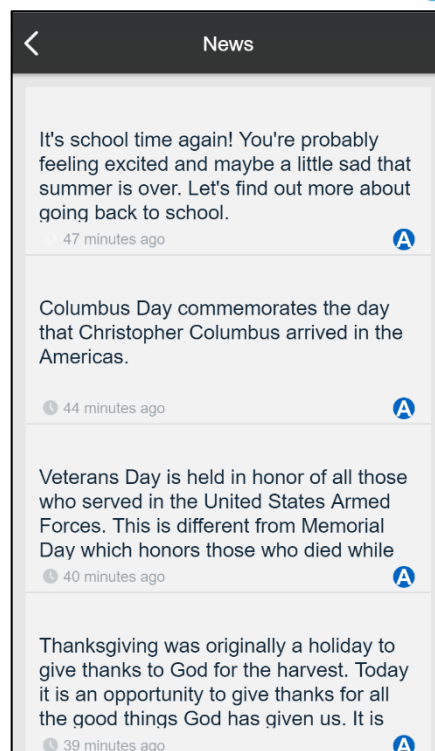 News
It's school time again! You're probably
feeling excited and maybe a little sad that
summer is over. Let's find out more about
going back to school.
47 minutes ago
A
Columbus Day commemorates the day
that Christopher Columbus arrived in the
Americas.
44 minutes ago
A
Veterans Day is held in honor of all those
who served in the United States Armed
Forces. This is different from Memorial
Day which honors those who died while
40 minutes ago
A
Thanksgiving was originally a holiday to
give thanks to God for the harvest. Today
it is an opportunity to give thanks for all
the good things God has given us. It is
39 minutes ago
A